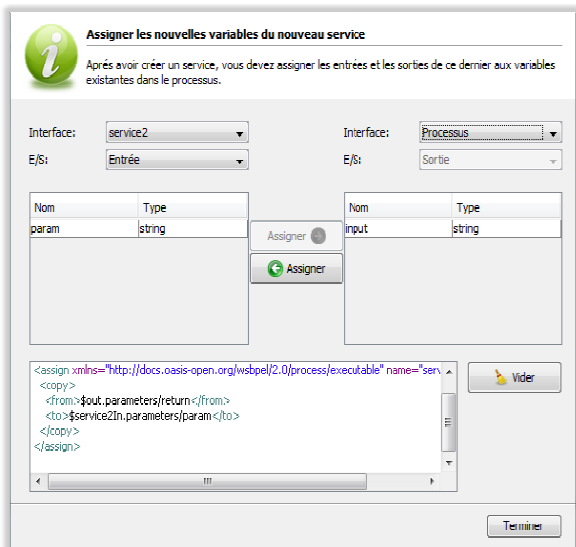 Assigner les nouvelles variables du nouveau service
Aprés avoir créer un service, vous devez assigner les entrées et les sorties de ce dernier aux variables
existantes dans le processus.
Interface: service2 Interface: Processus
E/S: Entrée E/S: Sortie
Nom Type Nom Type
param string input string
Assigner
Assigner
<assign xmlns="http://docs.oasis-open.org/wsbpel/2.0/process/executable" name="serv
Vider
<copy>
<from>$out.parameters/return</from>
<to>$service2In.parameters/param</to>
</copy>
</assign>
Terminer